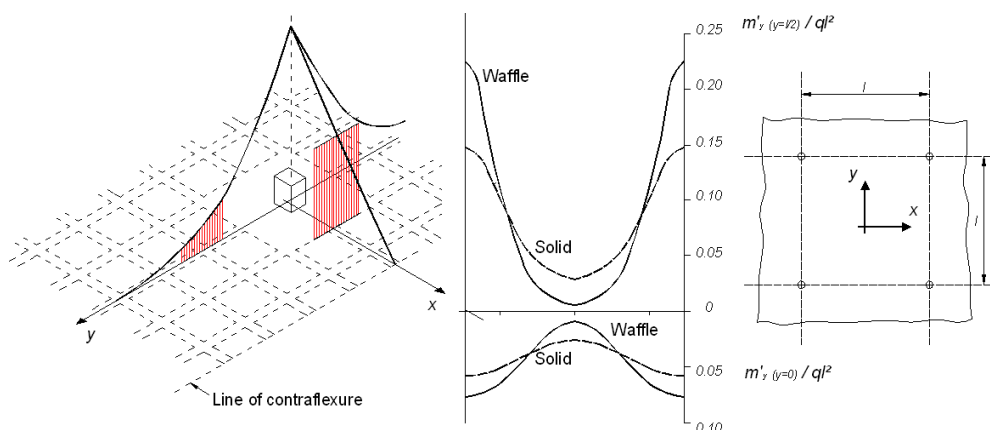 y
x
Line of contraflexure
Waffle
Solid
Waffle
Solid
0.25
0.20
0.15
0.10
0.05
0
0.05
0.10
m'y (y=l/2) / ql²
l
y
x
l
m'y (y=0) / ql²